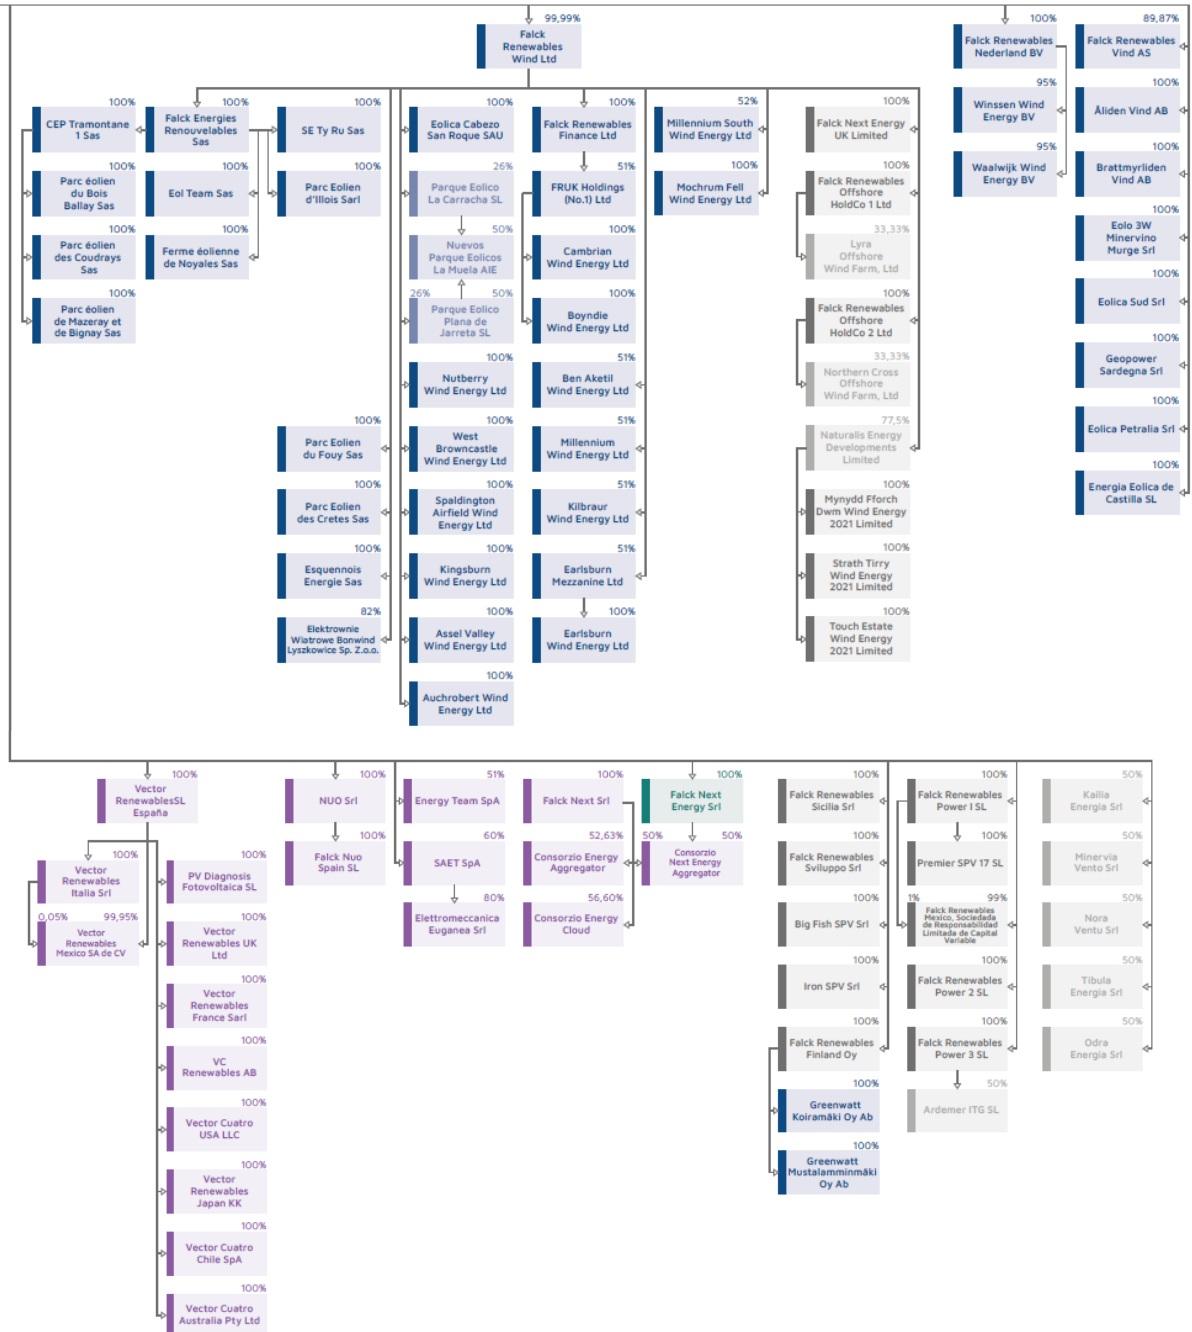 99,99%
Falck
Renewables
Wind Ltd
100%
Falck Renewables
Nederland BV
89,87%
Falck Renewables
Vind AS
95%
Winssen Wind
Energy BV
100%
Åliden Vind AB
95%
Waalwijk Wind
Energy BV
100%
Brattmyrliden
Vind AB
100%
Eolo 3W
Minervino
Murge Srl
100%
Eolica Sud Srl
100%
Geopower
Sardegna Srl
100%
Eolica Petralia Srl
100%
Energia Eolica de
Castilla SL
100%
CEP Tramontane
1 Sas
100%
Falck Energies
Renouvelables
Sas
100%
SE Ty Ru Sas
100%
Parc éolien
du Bois
Ballay Sas
100%
Eol Team Sas
100%
Parc Eolien
d'Illois Sarl
100%
Parc éolien
des Coudrays
Sas
100%
Ferme éolienne
de Noyales Sas
100%
Parc éolien
de Mazeray et
de Bignay Sas
100%
Parc Eolien
du Fouy Sas
100%
Parc Eolien
des Cretes Sas
100%
Esquennois
Energie Sas
82%
Elektrownie
Wiatrowe Bonwind
Lyszkowice Sp. Z.o.o.
100%
Eolica Cabezo
San Roque SAU
26%
Parque Eolico
La Carracha SL
50%
Nuevos
Parque Eolicos
La Muela AIE
26% 50%
Parque Eolico
Plana de
Jarreta SL
100%
Nutberry
Wind Energy Ltd
100%
West
Browncastle
Wind Energy Ltd
100%
Spaldington
Airfield Wind
Energy Ltd
100%
Kingsburn
Wind Energy Ltd
100%
Assel Valley
Wind Energy Ltd
100%
Auchrobert Wind
Energy Ltd
100%
Falck Renewables
Finance Ltd
51%
FRUK Holdings
(No.1) Ltd
100%
Cambrian
Wind Energy Ltd
100%
Boyndie
Wind Energy Ltd
51%
Ben Aketil
Wind Energy Ltd
51%
Millennium
Wind Energy Ltd
51%
Kilbraur
Wind Energy Ltd
51%
Earlsburn
Mezzanine Ltd
100%
Earlsburn
Wind Energy Ltd
52%
Millennium South
Wind Energy Ltd
100%
Mochrum Fell
Wind Energy Ltd
100%
Falck Next Energy
UK Limited
100%
Falck Renewables
Offshore
HoldCo 1 Ltd
33,33%
Lyra
Offshore
Wind Farm, Ltd
100%
Falck Renewables
Offshore
HoldCo 2 Ltd
33,33%
Northern Cross
Offshore
Wind Farm, Ltd
77,5%
Naturalis Energy
Developments
Limited
100%
Mynydd Fforch
Dwm Wind Energy
2021 Limited
100%
Strath Tirry
Wind Energy
2021 Limited
100%
Touch Estate
Wind Energy
2021 Limited
100%
Vector
RenewablesSL
España
100%
Vector
Renewables
Italia Srl
0,05% 99,95%
Vector
Renewables
Mexico SA de CV
100%
PV Diagnosis
Fotovoltaica SL
100%
Vector
Renewables UK
Ltd
100%
Vector
Renewables
France Sarl
100%
VC
Renewables AB
100%
Vector Cuatro
USA LLC
100%
Vector
Renewables
Japan KK
100%
Vector Cuatro
Chile SpA
100%
Vector Cuatro
Australia Pty Ltd
100%
NUO Srl
100%
Falck Nuo
Spain SL
51%
Energy Team SpA
60%
SAET SpA
80%
Elettromeccanica
Euganea Srl
100%
Falck Next Srl
52,63%
Consorzio Energy
Aggregator
56,60%
Consorzio Energy
Cloud
100%
Falck Next
Energy Srl
50% 50%
Consorzio
Next Energy
Aggregator
100%
Falck Renewables
Sicilia Srl
100%
Falck Renewables
Sviluppo Srl
100%
Big Fish SPV Srl
100%
Iron SPV Srl
100%
Falck Renewables
Finland Oy
100%
Greenwatt
Koiramäki Oy Ab
100%
Greenwatt
Mustalamminmäki
Oy Ab
100%
Falck Renewables
Power I SL
100%
Premier SPV 17 SL
1% 99%
Falck Renewables
Mexico, Sociedada
de Responsabilidad
Limitada de Capital
Variable
100%
Falck Renewables
Power 2 SL
100%
Falck Renewables
Power 3 SL
50%
Ardemer ITG SL
50%
Kailia
Energia Srl
50%
Minervia
Vento Srl
50%
Nora
Ventu Srl
50%
Tibula
Energia Srl
50%
Odra
Energia Srl